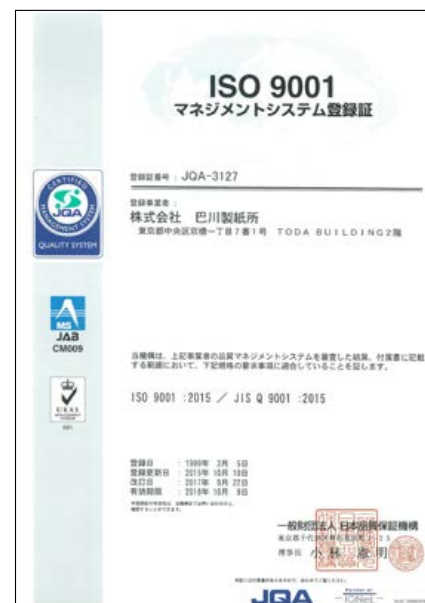 ISO 9001
マネジメントシステム登録証
登録証番号 : JQA-3127
登録事業者 :
株式会社 巴川製紙所
東京都中央区京橋一丁目7番1号 TODA BUILDING2階
CERTIFIED
MANAGEMENT SYSTEM
JQA
QUALITY SYSTEM
MS
JAB
CM009
当機構は、上記事業者の品質マネジメントシステムを審査した結果、付属書に記載
する範囲において、下記規格の要求事項に適合していることを証します。
UKAS
ISO 9001 :2015 / JIS Q 9001 :2015
登録日 : 1999年 3月 5日
登録更新日 : 2015年 10月 10日
改訂日 : 2017年 9月 22日
有効期限 : 2018年 10月 9日
一般財団法人 日本品質保証機構
理事長 小林 憲明
JQA
IQNet